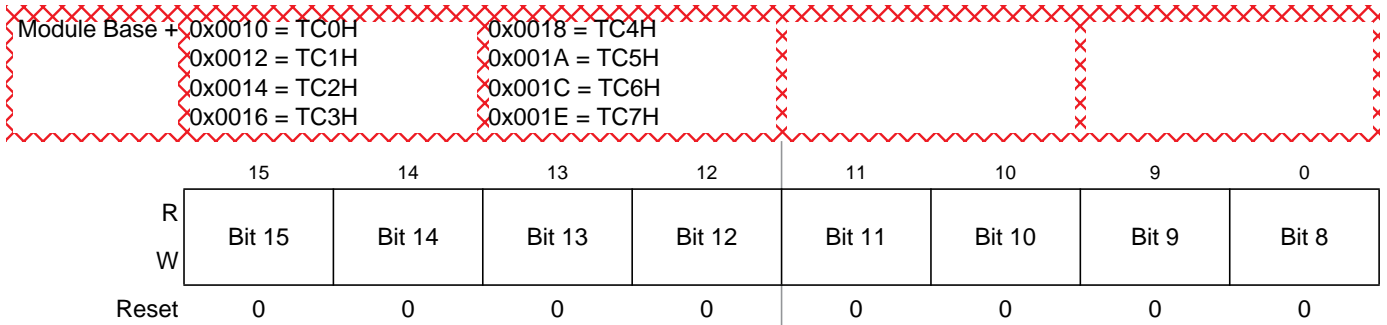 Module Base + 0x0010 = TC0H 0x0018 = TC4H
0x0012 = TC1H 0x001A = TC5H
0x0014 = TC2H 0x001C = TC6H
0x0016 = TC3H 0x001E = TC7H
15 14 13 12 11 10 9 0
R
Bit 15 Bit 14 Bit 13 Bit 12 Bit 11 Bit 10 Bit 9 Bit 8
W
Reset 0 0 0 0 0 0 0 0